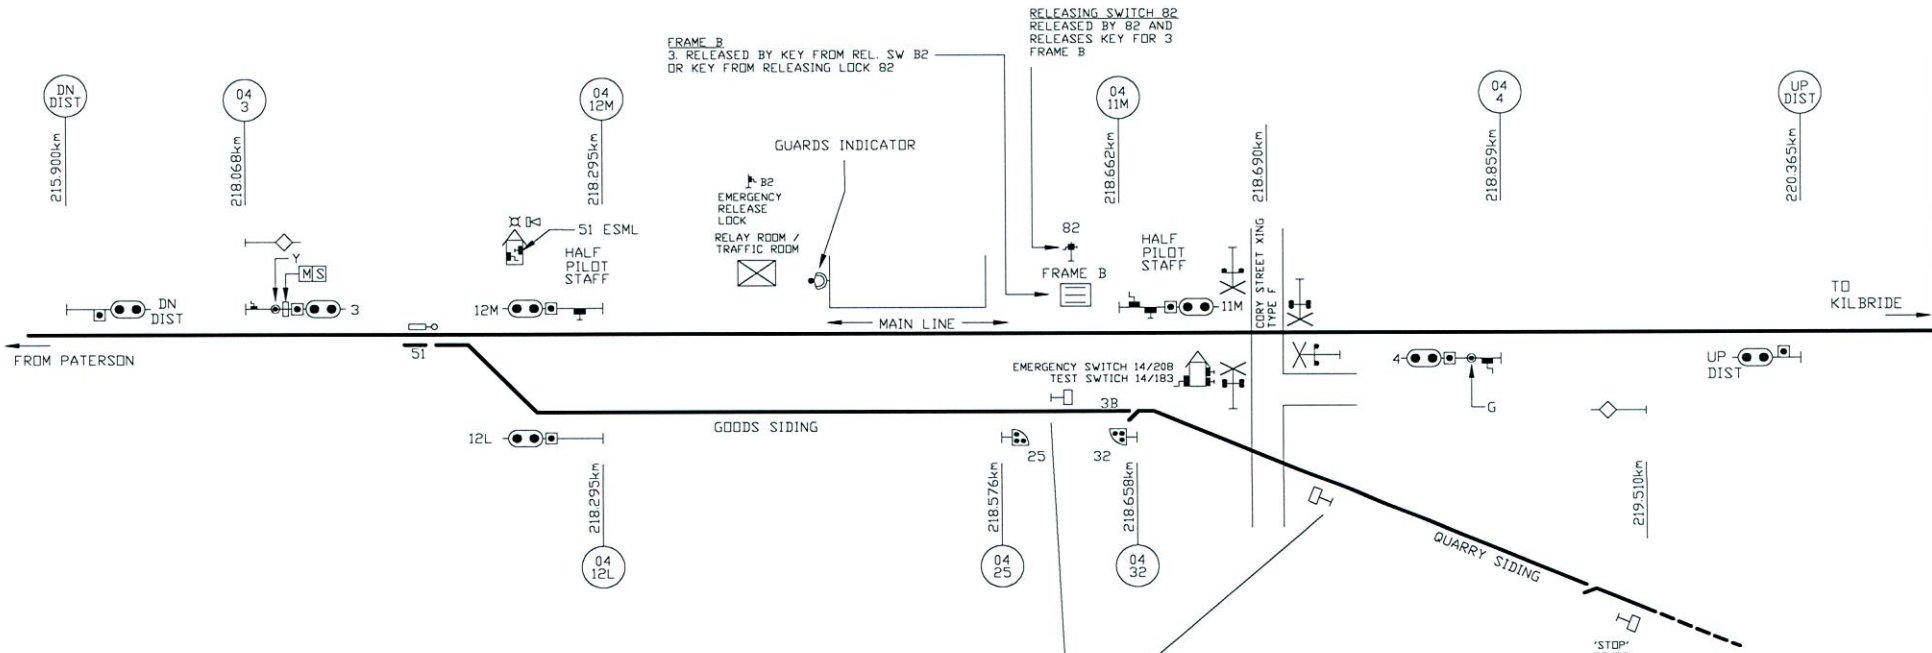 RELEASING SWITCH 82
RELEASED BY 82 AND
RELEASES KEY FOR 3
FRAME B
FRAME B
3. RELEASED BY KEY FROM REL. SW B2
OR KEY FROM RELEASING LOCK 82
DN
DIST
04
3
04
12M
04
11M
04
4
UP
DIST
215.900km
218.068km
218.295km
218.662km
218.690km
218.859km
220.365km
GUARDS INDICATOR
B2
EMERGENCY
RELEASE
LOCK
RELAY ROOM /
TRAFFIC ROOM
51 ESML
HALF
PILOT
STAFF
82
FRAME B
HALF
PILOT
STAFF
CORY STREET XING
TYPE F
Y
M S
DN
DIST
3
12M
11M
MAIN LINE
TO
KILBRIDE
FROM PATERSON
51
EMERGENCY SWITCH 14/208
TEST SWTICH 14/183
4
G
UP
DIST
3B
GOODS SIDING
12L
25
32
218.295km
218.576km
218.658km
219.510km
QUARRY SIDING
04
12L
04
25
04
32
'STOP'